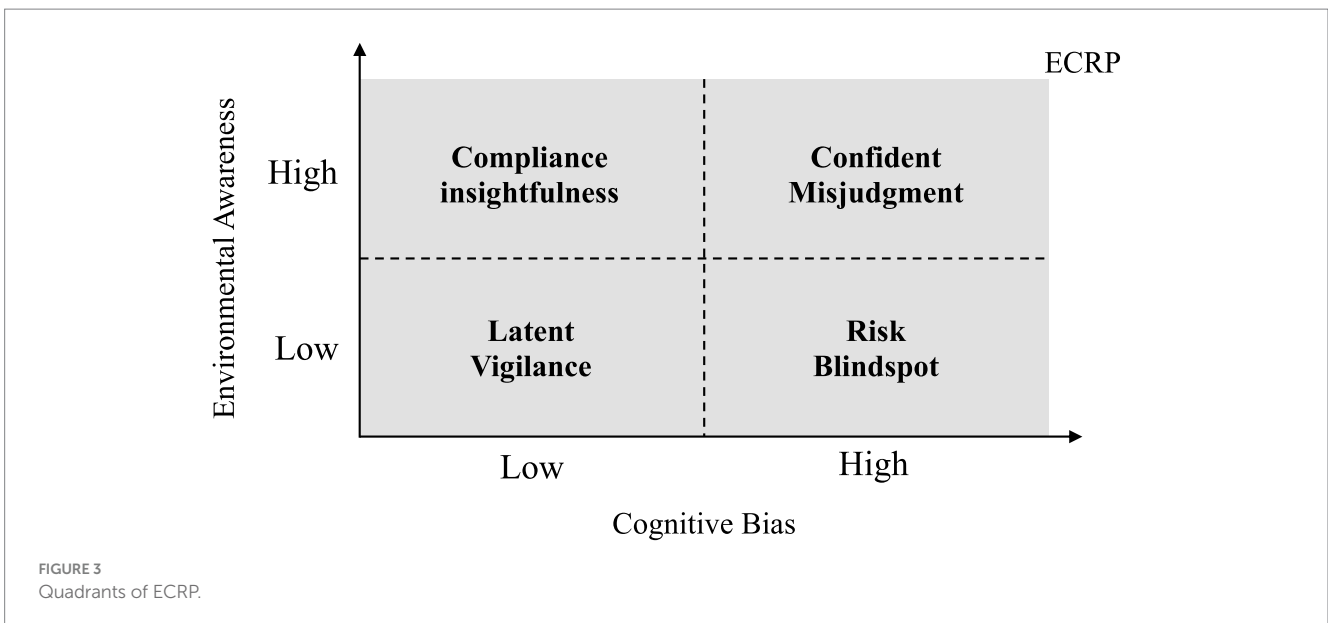 ECRP
Environmental Awareness
High
Compliance
insightfulness
Confident
Misjudgment
Low
Latent
Vigilance
Risk
Blindspot
Low
High
Cognitive Bias
FIGURE 3
Quadrants of ECRP.